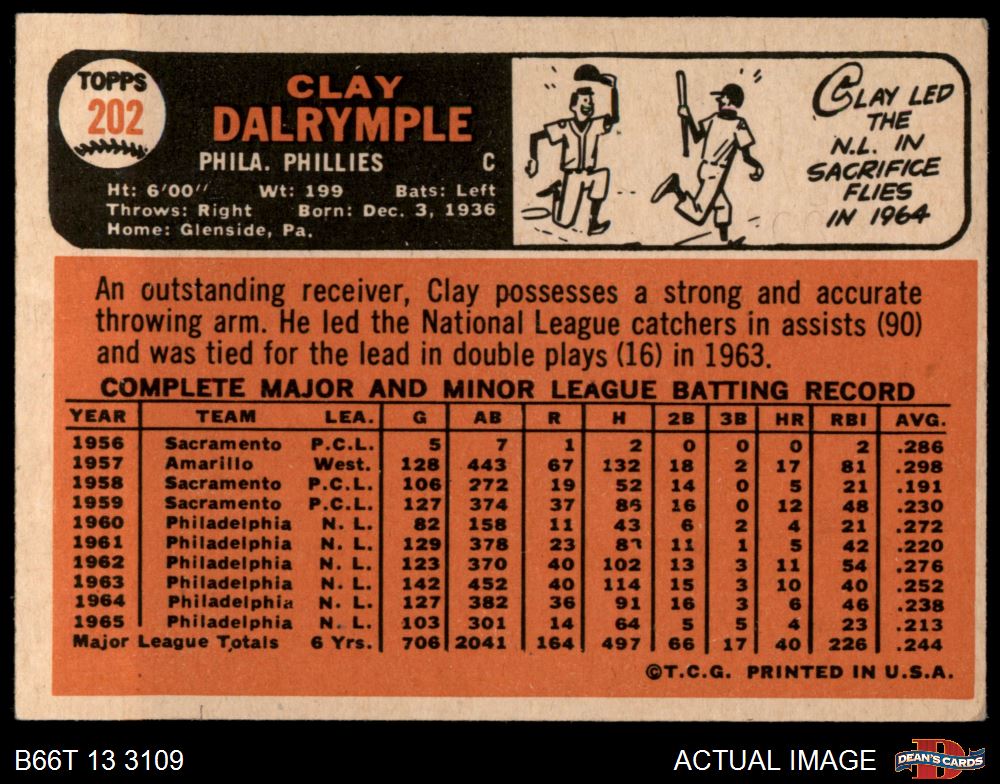 TOPPS
202
CLAY
DALRYMPLE
PHILA. PHILLIES C
Ht: 6'00" Wt: 199 Bats: Left
Throws: Right Born: Dec. 3, 1936
Home: Glenside, Pa.
CLAY LED
THE
N.L. IN
SACRIFICE
FLIES
IN 1964
An outstanding receiver, Clay possesses a strong and accurate
throwing arm. He led the National League catchers in assists (90)
and was tied for the lead in double plays (16) in 1963.
COMPLETE MAJOR AND MINOR LEAGUE BATTING RECORD
YEAR TEAM LEA. G AB R H 2B 3B HR RBI AVG.
1956 Sacramento P.C.L. 5 7 1 2 0 0 0 2 .286
1957 Amarillo West. 128 443 67 132 18 2 17 81 .298
1958 Sacramento P.C.L. 106 272 19 52 14 0 5 21 .191
1959 Sacramento P.C.L. 127 374 37 86 16 0 12 48 .230
1960 Philadelphia N. L. 82 158 11 43 6 2 4 21 .272
1961 Philadelphia N. L. 129 378 23 11 1 5 42 .220
1962 Philadelphia N. L. 123 370 40 102 13 3 11 54 .276
1963 Philadelphia N. L. 142 452 40 114 15 3 10 40 .252
1964 Philadelphia N. L. 127 382 36 91 16 3 6 46 .238
1965 Philadelphia N. L. 103 301 14 64 5 5 4 23 .213
Major League Totals 6 Yrs. 706 2041 164 497 66 17 40 226 .244
©T.C.G. PRINTED IN U.S.A.
B66T 13 3109 ACTUAL IMAGE DEAN'S CARDS